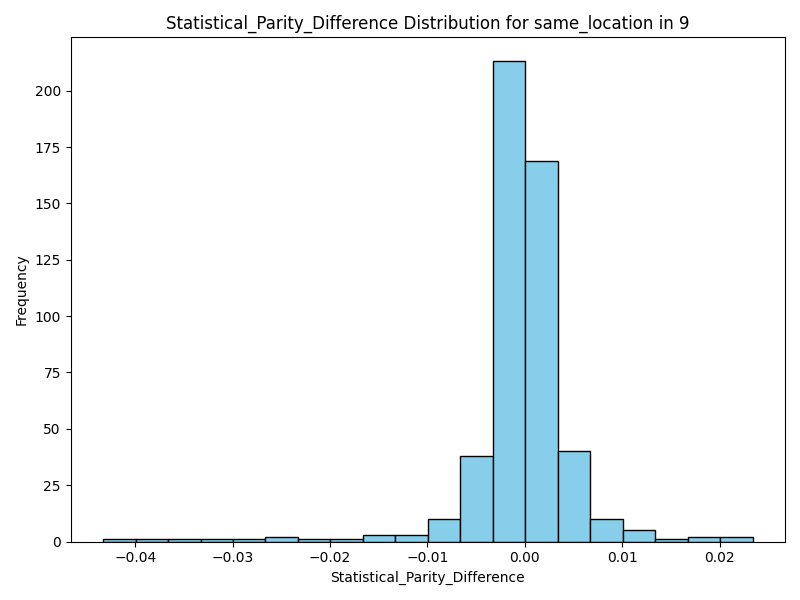 Statistical_Parity_Difference Distribution for same_location in 9
Frequency
200
175
150
125
100
75
50
25
0
−0.04 −0.03 −0.02 −0.01 0.00 0.01 0.02
Statistical_Parity_Difference